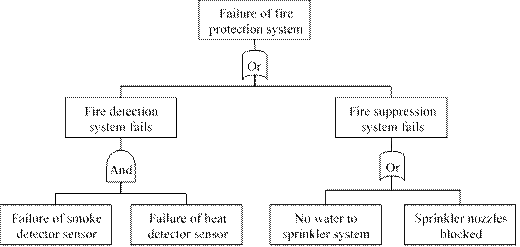 Failure of fire
protection system
Or
Fire detection
system fails
Fire suppression
system fails
And
Or
Failure of smoke
detector sensor
Failure of heat
detector sensor
No water to
sprinkler system
Sprinkler nozzles
blocked